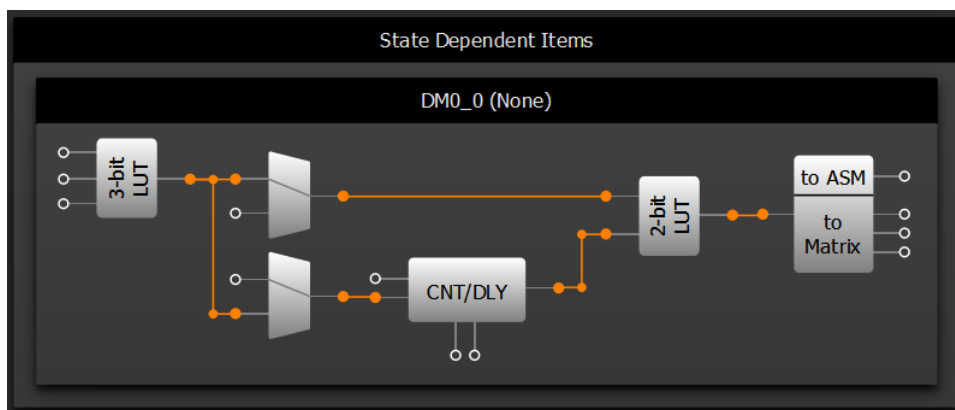 State Dependent Items
DM0_0 (None)
3-bit
LUT
2-bit
LUT
to ASM
to
Matrix
CNT/DLY